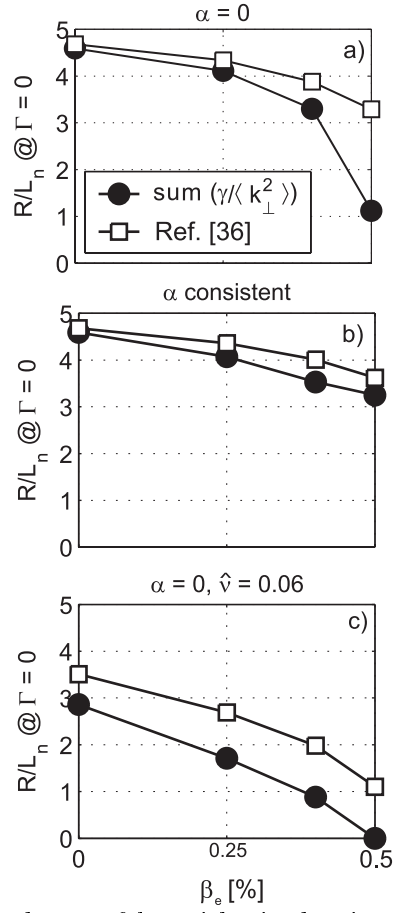 α = 0
a)
R/L_n @ Γ = 0
5
4
3
2
1
0
sum (γ/⟨ k_⊥^2 ⟩)
Ref. [36]
α consistent
b)
R/L_n @ Γ = 0
5
4
3
2
1
0
α = 0, ν̂ = 0.06
c)
R/L_n @ Γ = 0
5
4
3
2
1
0
0
0.25
0.5
β_e [%]